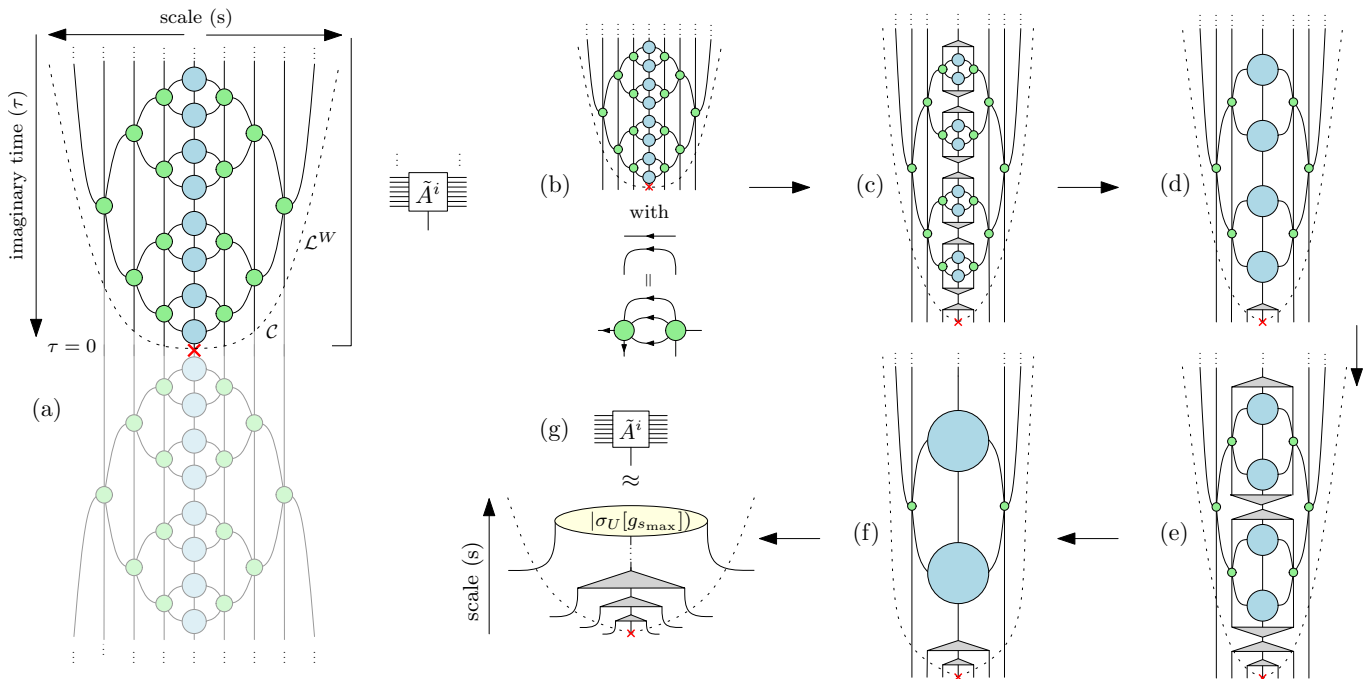 scale (s)
imaginary time (τ)
𝓛^W
𝒞
τ = 0
(a)
Ã^i
(b)
with
=
(c)
(d)
(e)
(f)
(g)
Ã^i
≈
|σ_U[g_{s_max}])
scale (s)